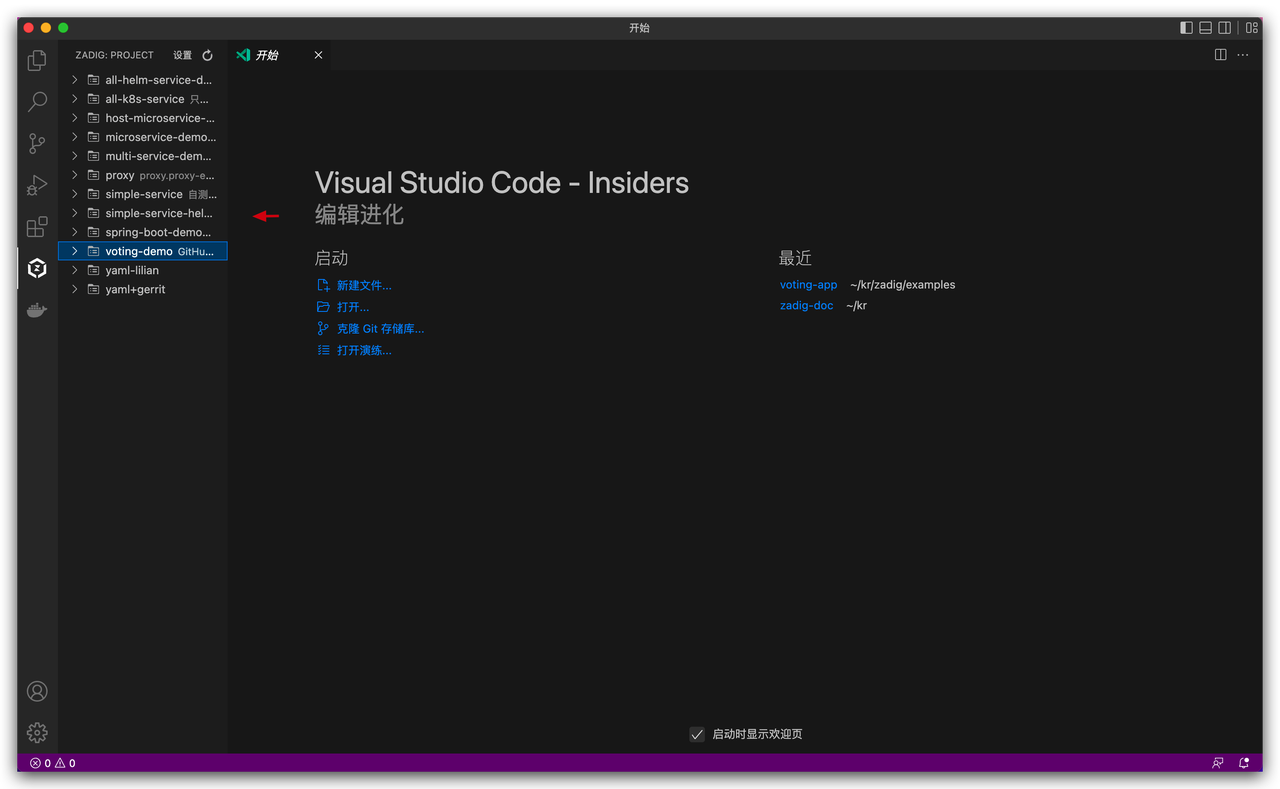 开始
ZADIG: PROJECT 设置
开始
all-helm-service-d...
all-k8s-service 只...
host-microservice-...
microservice-demo...
multi-service-dem...
proxy proxy.proxy-e...
simple-service 自测...
simple-service-hel...
spring-boot-demo...
voting-demo GitHu...
yaml-lilian
yaml+gerrit
Visual Studio Code - Insiders
编辑进化
启动
新建文件...
打开...
克隆 Git 存储库...
打开演练...
最近
voting-app ~/kr/zadig/examples
zadig-doc ~/kr
启动时显示欢迎页
0 0